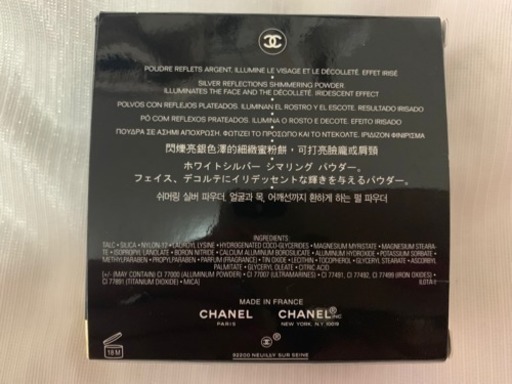 POUDRE REFLETS ARGENT. ILLUMINE LE VISAGE ET LE DÉCOLLETÉ. EFFET IRISÉ
SILVER REFLECTIONS SHIMMERING POWDER.
ILLUMINATES THE FACE AND THE DÉCOLLETÉ. IRIDESCENT EFFECT
POLVOS CON REFLEJOS PLATEADOS. ILUMINAN EL ROSTRO Y EL ESCOTE. RESULTADO IRISADO
PÓ COM REFLEXOS PRATEADOS. ILUMINA O ROSTO E DECOTE. EFEITO IRISADO
ΠΟΥΔΡΑ ΣΕ ΑΣΗΜΙ ΑΠΟΧΡΩΣΗ. ΦΩΤΙΖΕΙ ΤΟ ΠΡΟΣΩΠΟ ΚΑΙ ΤΟ ΝΤΕΚΟΛΤΕ. ΙΡΙΔΙΖΟΝ ΦΙΝΙΡΙΣΜΑ
閃爍亮銀色澤的細緻蜜粉餅，可打亮臉龐或肩頸
ホワイトシルバー シマリング パウダー。
フェイス、デコルテにイリデッセントな輝きを与えるパウダー。
쉬머링 실버 파우더, 얼굴과 목, 어깨선까지 환하게 하는 펄 파우더
INGREDIENTS:
TALC • SILICA • NYLON-12 • LAUROYL LYSINE • HYDROGENATED COCO-GLYCERIDES • MAGNESIUM MYRISTATE • MAGNESIUM STEARA-
TE • ISOPROPYL LANOLATE • BORON NITRIDE • CALCIUM ALUMINUM BOROSILICATE • ALUMINUM HYDROXIDE • POTASSIUM SORBATE •
METHYLPARABEN • PROPYLPARABEN • PARFUM (FRAGRANCE) • TIN OXIDE • LECITHIN • TOCOPHEROL • GLYCERYL STEARATE • ASCORBYL
PALMITATE • GLYCERYL OLEATE • CITRIC ACID
[+/- (MAY CONTAIN) CI 77000 (ALUMINUM POWDER) • CI 77007 (ULTRAMARINES) • CI 77491, CI 77492, CI 77499 (IRON OXIDES) •
CI 77891 (TITANIUM DIOXIDE) • MICA]
IL01A-1
MADE IN FRANCE
CHANEL CHANEL® INC
PARIS NEW YORK, N.Y. 10019
18 M
92200 NEUILLY SUR SEINE